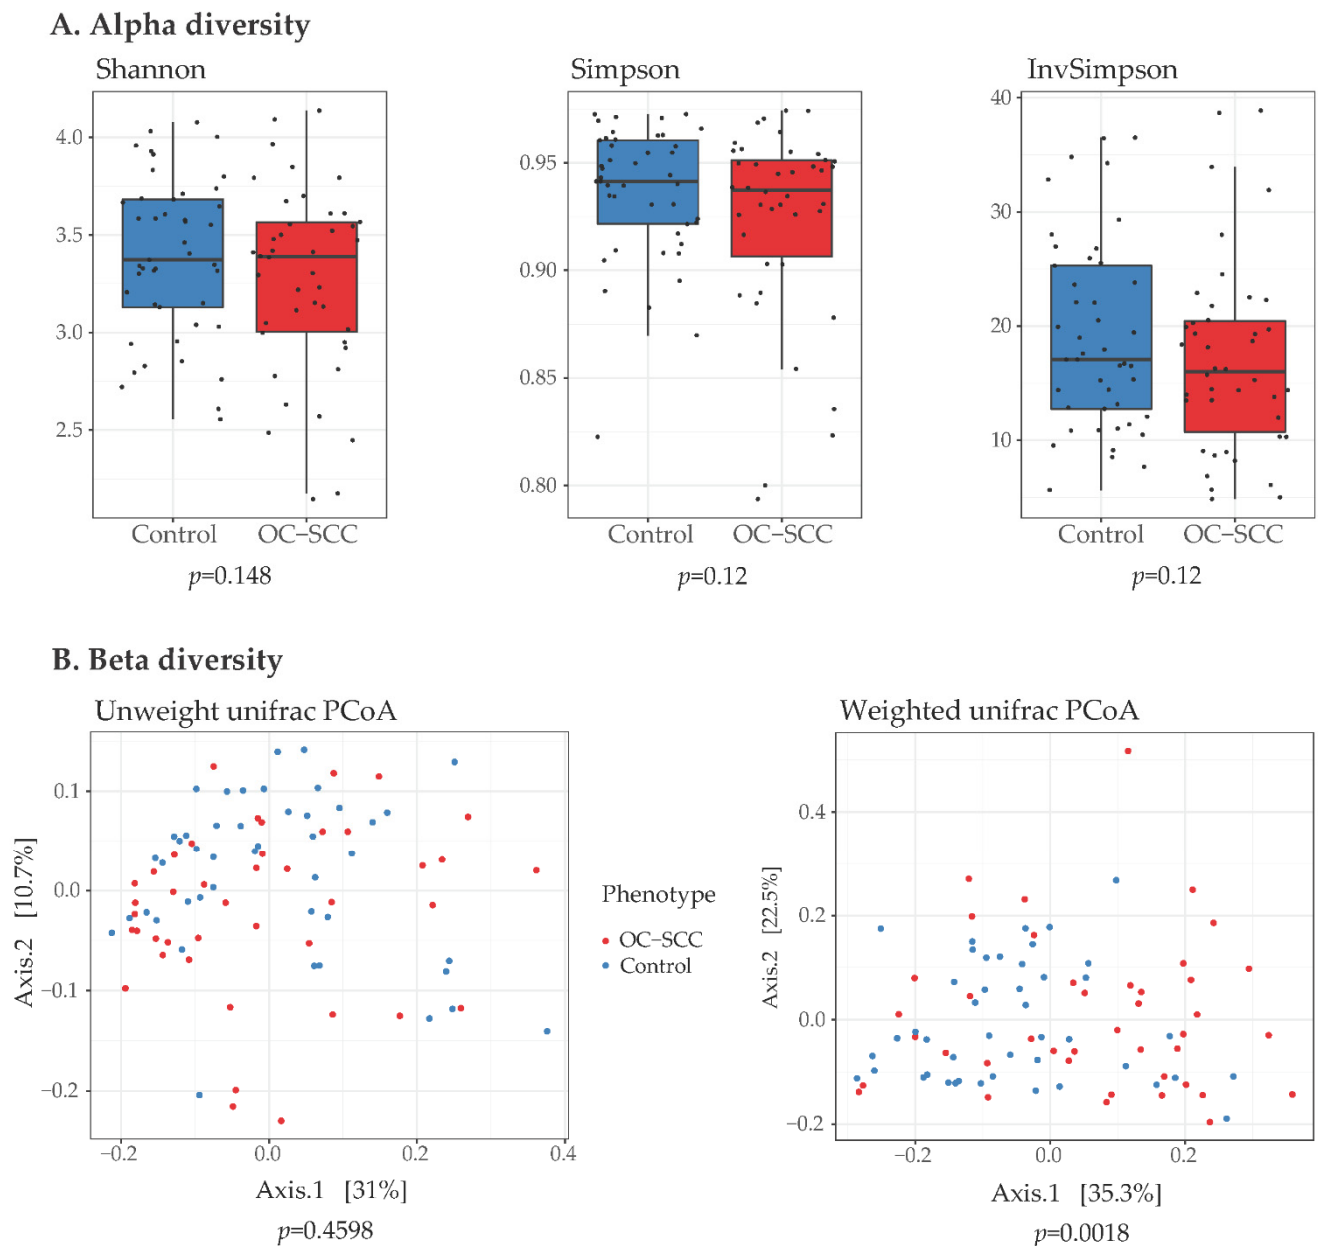 A. Alpha diversity
Shannon
4.0
3.5
3.0
2.5
Control OC-SCC
p=0.148
Simpson
0.95
0.90
0.85
0.80
Control OC-SCC
p=0.12
InvSimpson
40
30
20
10
Control OC-SCC
p=0.12
B. Beta diversity
Unweight unifrac PCoA
Axis.2 [10.7%]
0.1
0.0
−0.1
−0.2
−0.2 0.0 0.2 0.4
Axis.1 [31%]
p=0.4598
Phenotype
OC-SCC
Control
Weighted unifrac PCoA
Axis.2 [22.5%]
0.4
0.2
0.0
−0.2
−0.2 0.0 0.2
Axis.1 [35.3%]
p=0.0018